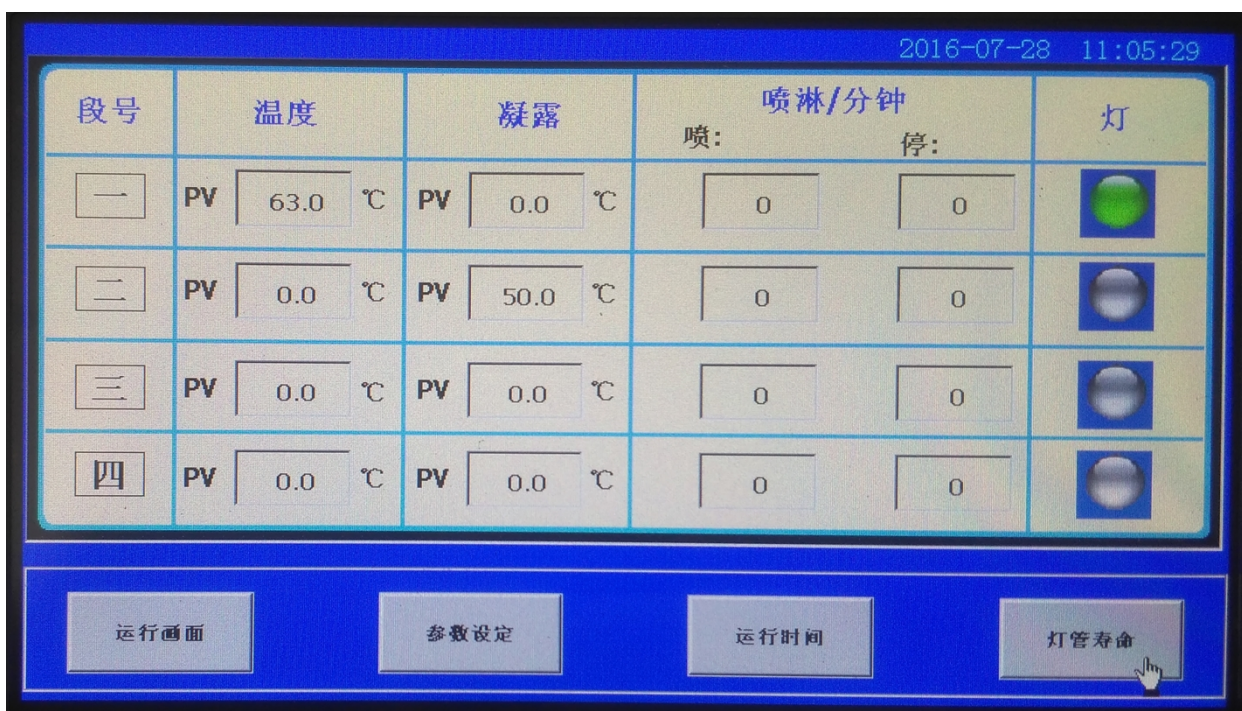 2016-07-28 11:05:29
段号 温度 凝露 喷淋/分钟 灯
喷: 停:
一 PV 63.0 ℃ PV 0.0 ℃ 0 0
二 PV 0.0 ℃ PV 50.0 ℃ 0 0
三 PV 0.0 ℃ PV 0.0 ℃ 0 0
四 PV 0.0 ℃ PV 0.0 ℃ 0 0
运行画面 参数设定 运行时间 灯管寿命